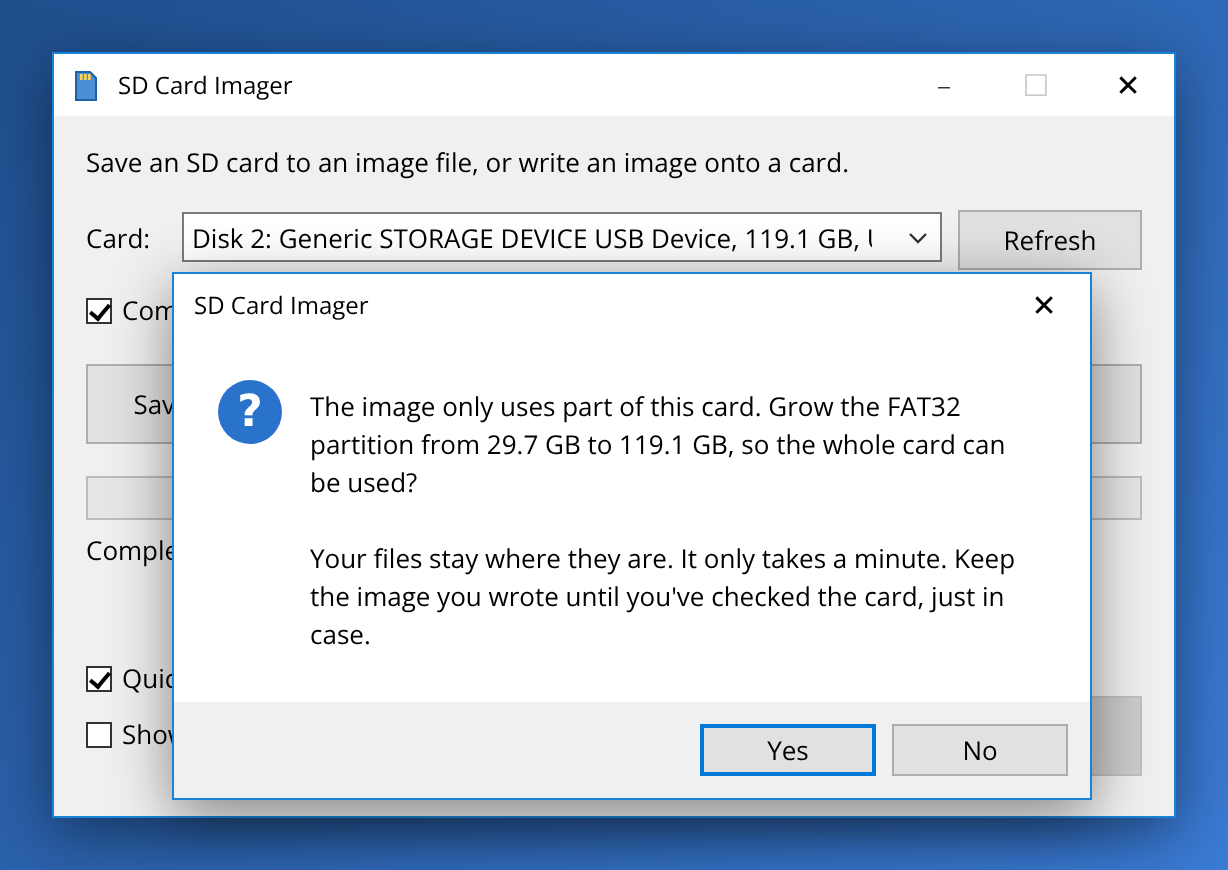 SD Card Imager
Save an SD card to an image file, or write an image onto a card.
Card: Disk 2: Generic STORAGE DEVICE USB Device, 119.1 GB, Refresh
SD Card Imager
The image only uses part of this card. Grow the FAT32
partition from 29.7 GB to 119.1 GB, so the whole card can
be used?
Your files stay where they are. It only takes a minute. Keep
the image you wrote until you've checked the card, just in
case.
Yes No